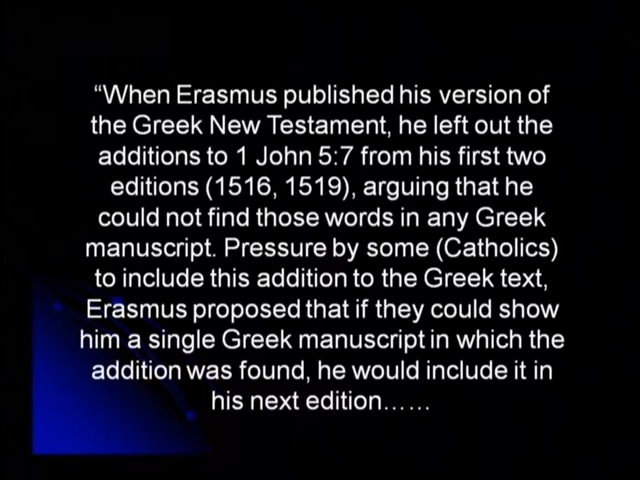 “When Erasmus published his version of
the Greek New Testament, he left out the
additions to 1 John 5:7 from his first two
editions (1516, 1519), arguing that he
could not find those words in any Greek
manuscript. Pressure by some (Catholics)
to include this addition to the Greek text,
Erasmus proposed that if they could show
him a single Greek manuscript in which the
addition was found, he would include it in
his next edition……